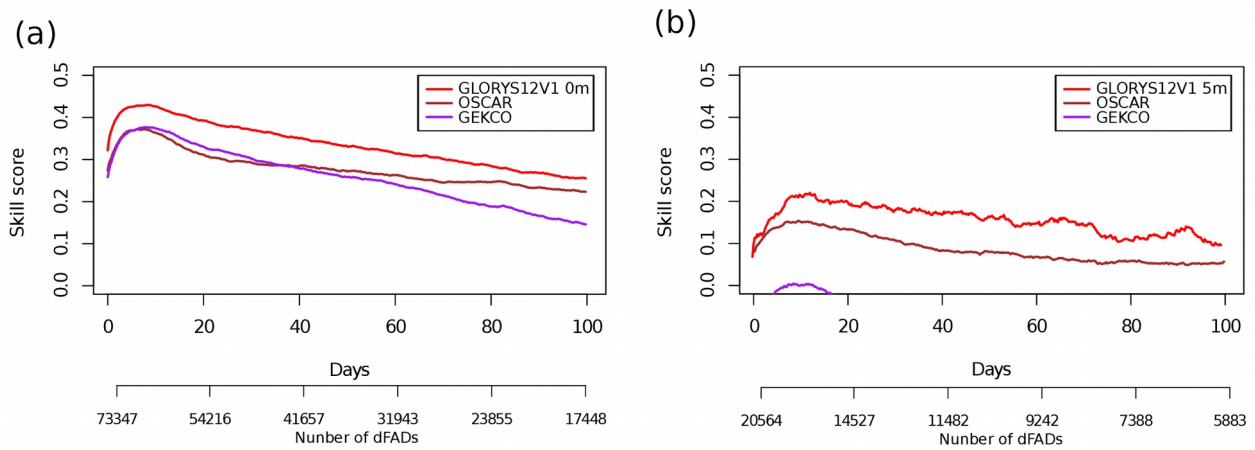 (a)
GLORYS12V1 0m
OSCAR
GEKCO
Skill score
0.5
0.4
0.3
0.2
0.1
0.0
0 20 40 60 80 100
Days
73347 54216 41657 31943 23855 17448
Nunber of dFADs
(b)
GLORYS12V1 5m
OSCAR
GEKCO
Skill score
0.5
0.4
0.3
0.2
0.1
0.0
0 20 40 60 80 100
Days
20564 14527 11482 9242 7388 5883
Nunber of dFADs